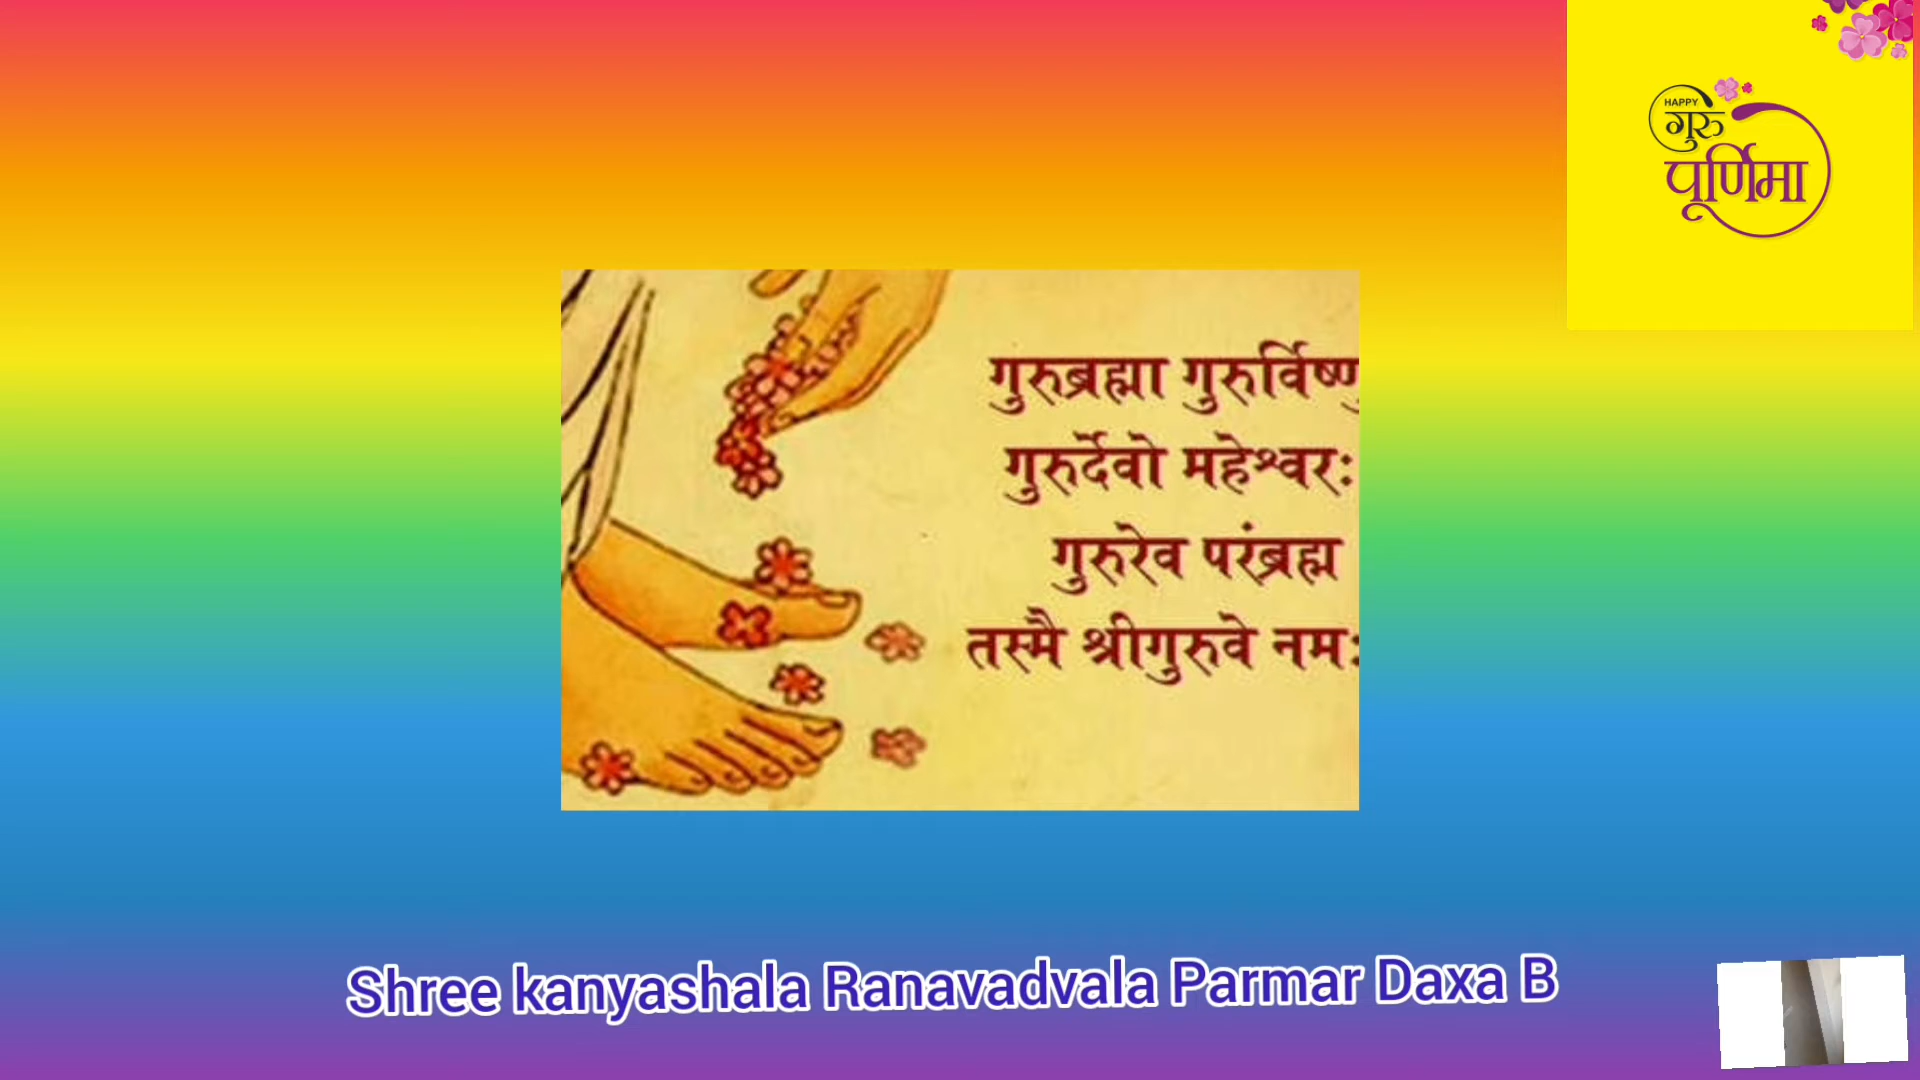 HAPPY
गुरु
पूर्णिमा
गुरुब्रह्मा गुरुर्विष्णु
गुरुर्देवो महेश्वरः
गुरुरेव परंब्रह्म
तस्मै श्रीगुरुवे नमः
Shree kanyashala Ranavadvala Parmar Daxa B